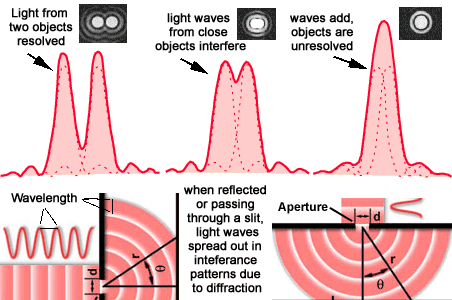 Light from
two objects
resolved
light waves
from close
objects interfere
waves add,
objects are
unresolved
Wavelength
d
r
θ
when reflected
or passing
through a slit,
light waves
spread out in
inteferance
patterns due
to diffraction
Aperture
d
r
θ